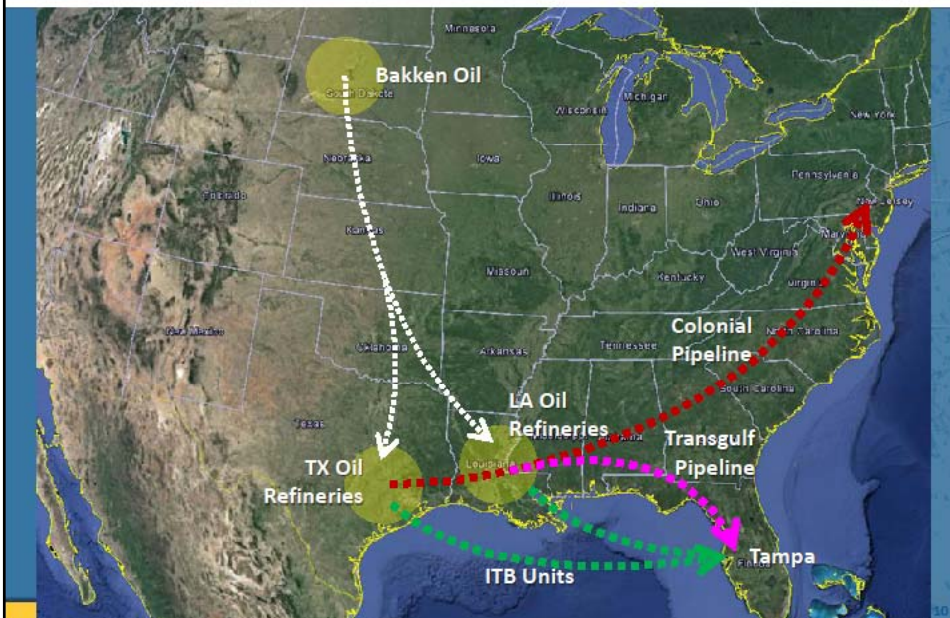 Minnesota
Bakken Oil
South Dakota
Wisconsin
Michigan
New York
Nebraska
Iowa
Pennsylvania
Illinois
Indiana
Ohio
New Jersey
Colorado
Kansas
Missouri
West Virginia
Kentucky
Virginia
Colonial
Pipeline
North Carolina
Oklahoma
Arkansas
Tennessee
New Mexico
South Carolina
LA Oil
Refineries
Texas
Transgulf
Pipeline
TX Oil
Refineries
Louisiana
Tampa
Florida
ITB Units
10